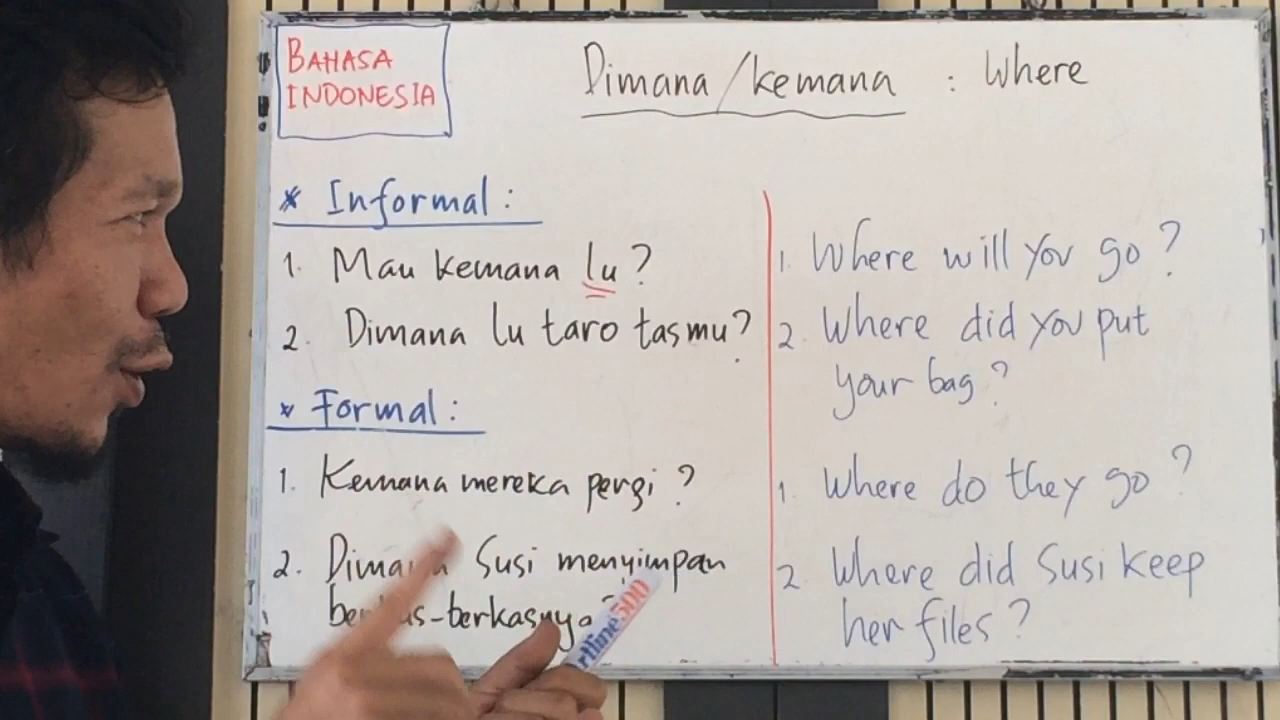 BAHASA
INDONESIA
Dimana/kemana : Where
* Informal :
1. Mau kemana lu?
2. Dimana lu taro tasmu?
1. Where will you go?
2. Where did you put
your bag?
* Formal :
1. Kemana mereka pergi?
2. Susi menyimpan
1. Where do they go?
2. Where did Susi keep
her files?